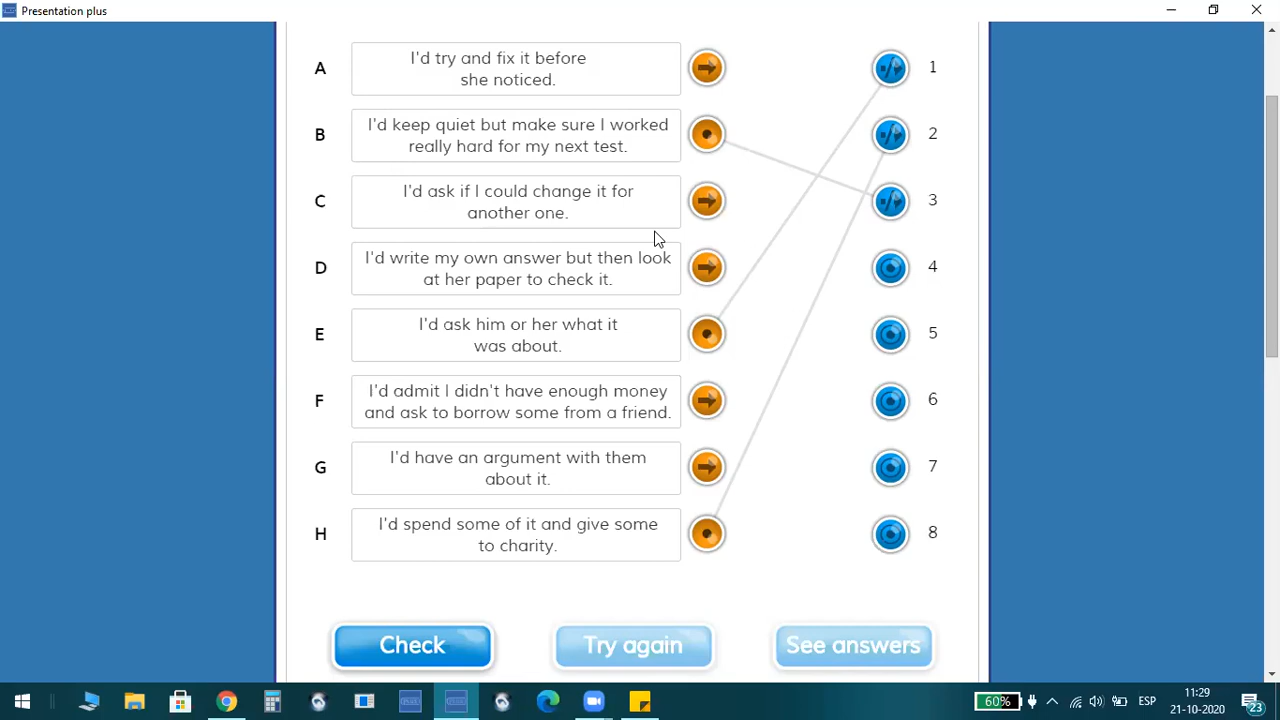 Presentation plus
A
I'd try and fix it before
she noticed.
1
B
I'd keep quiet but make sure I worked
really hard for my next test.
2
C
I'd ask if I could change it for
another one.
3
D
I'd write my own answer but then look
at her paper to check it.
4
E
I'd ask him or her what it
was about.
5
F
I'd admit I didn't have enough money
and ask to borrow some from a friend.
6
G
I'd have an argument with them
about it.
7
H
I'd spend some of it and give some
to charity.
8
Check
Try again
See answers
60%
ESP
11:29
21-10-2020
23